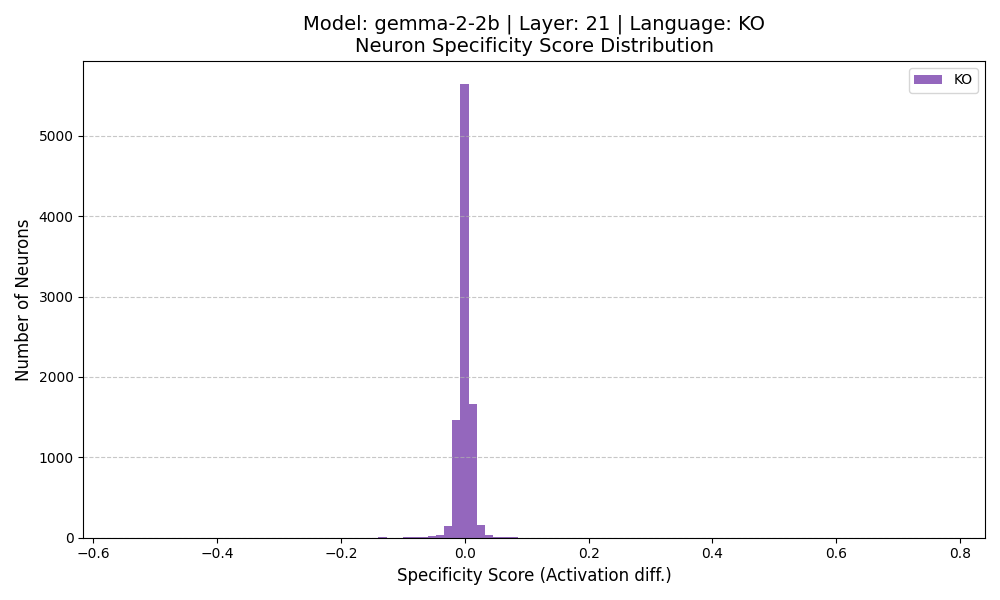 Model: gemma-2-2b | Layer: 21 | Language: KO
Neuron Specificity Score Distribution
KO
Number of Neurons
5000
4000
3000
2000
1000
0
−0.6 −0.4 −0.2 0.0 0.2 0.4 0.6 0.8
Specificity Score (Activation diff.)